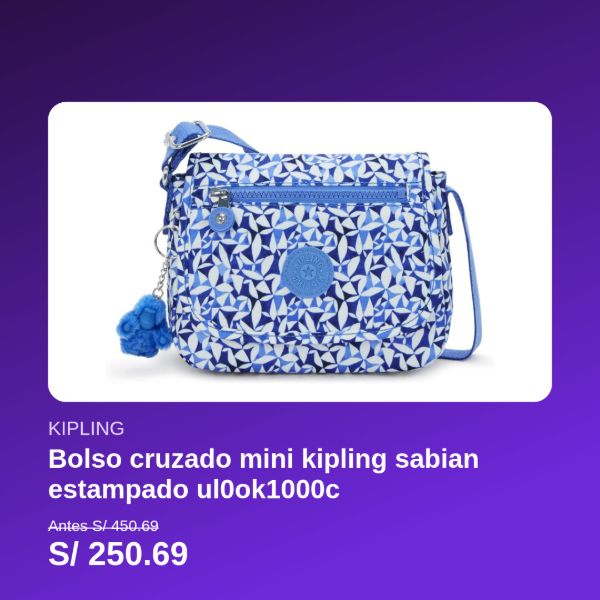 KIPLING
Bolso cruzado mini kipling sabian
estampado ul0ok1000c
Antes S/ 450.69
S/ 250.69